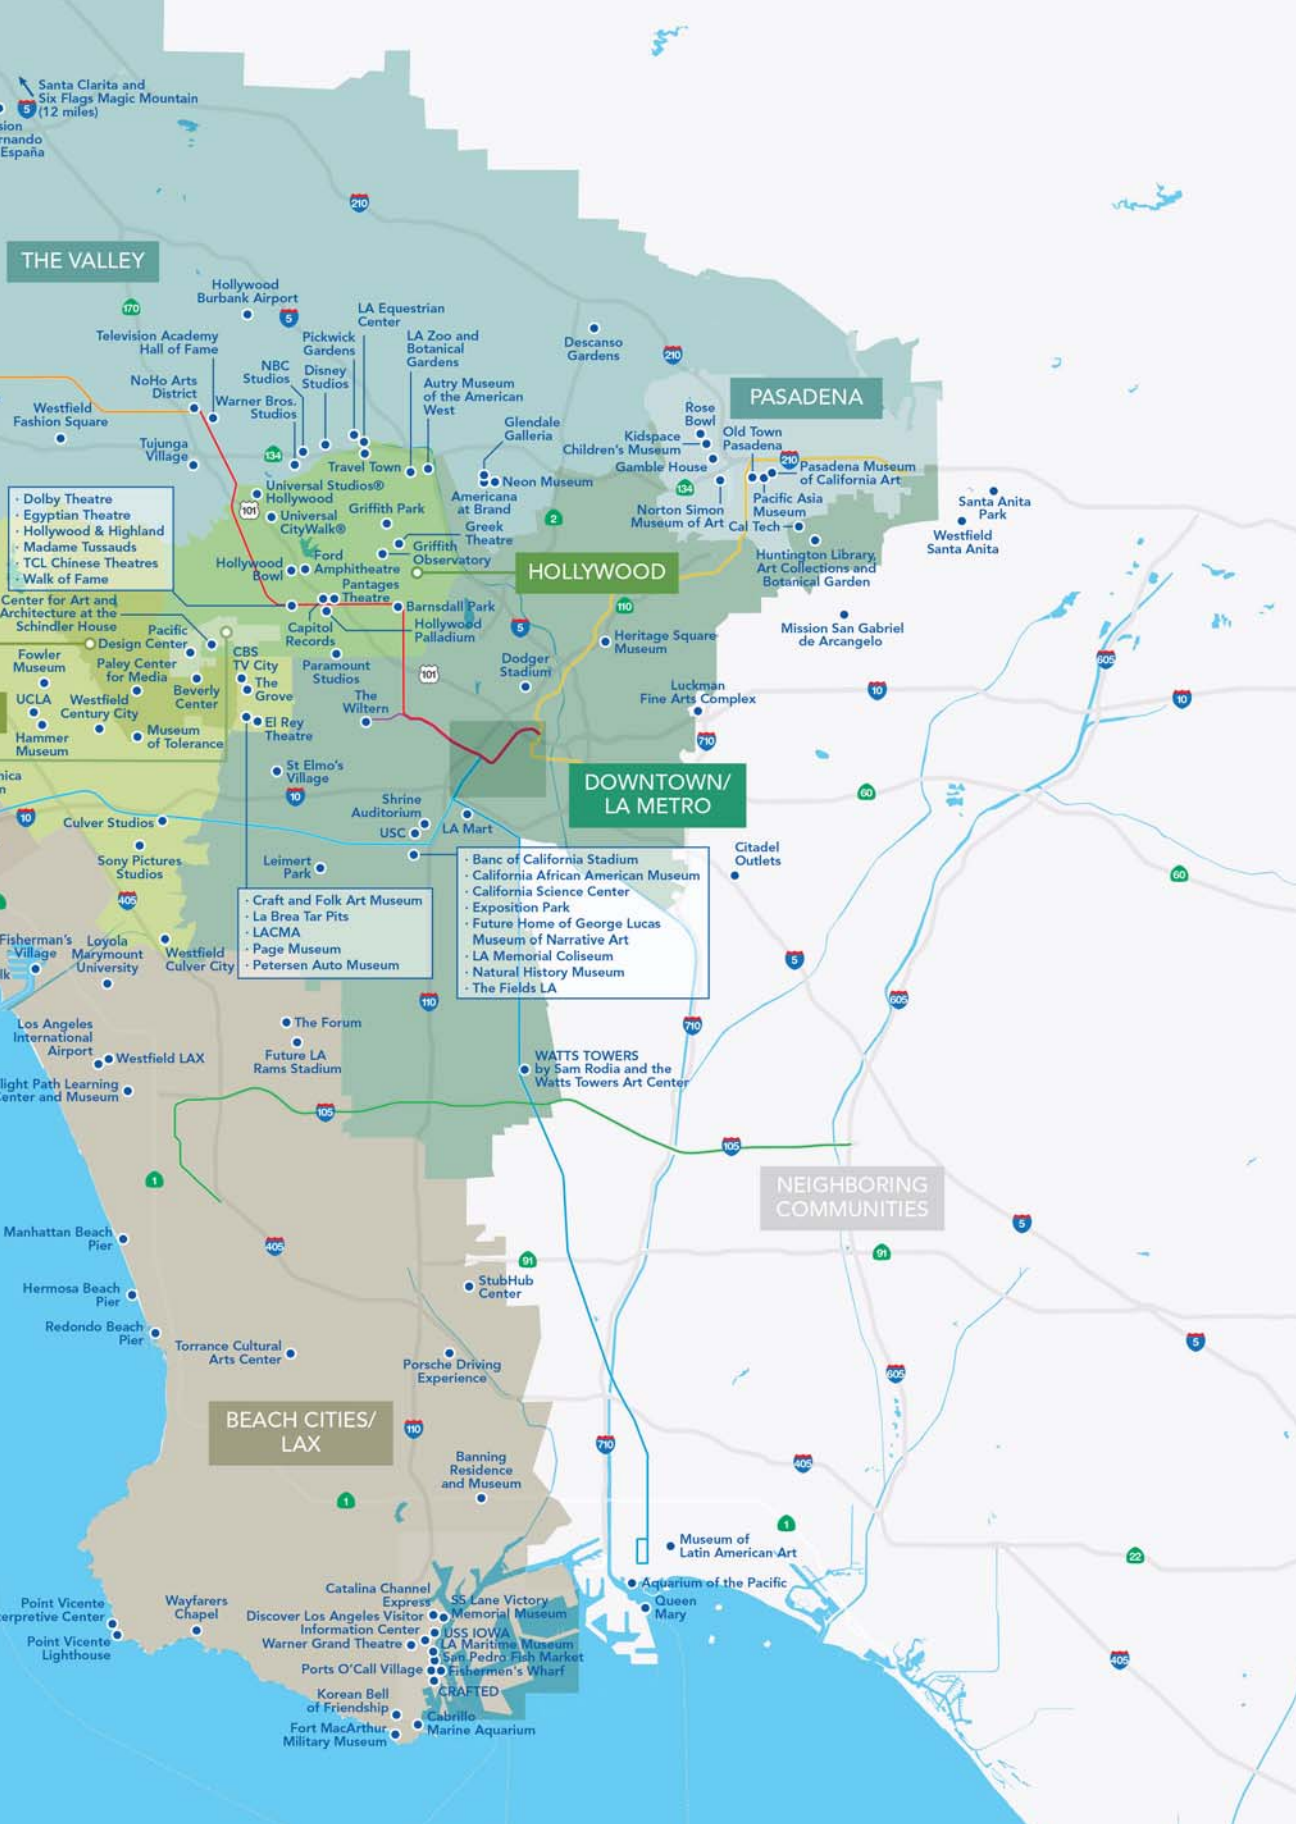 Santa Clarita and
Six Flags Magic Mountain
(12 miles)
5
sion
rnando
España
210
THE VALLEY
170
Hollywood
Burbank Airport
5
LA Equestrian
Center
Television Academy
Hall of Fame
Pickwick
Gardens
LA Zoo and
Botanical
Gardens
Descanso
Gardens
210
NBC
Studios
Disney
Studios
NoHo Arts
District
Warner Bros.
Studios
Autry Museum
of the American
West
PASADENA
Westfield
Fashion Square
Glendale
Galleria
Rose
Bowl
Old Town
Pasadena
Kidspace
Children's Museum
Tujunga
Village
134
Travel Town
Gamble House
210
Pasadena Museum
of California Art
Universal Studios®
Hollywood
Neon Museum
Americana
at Brand
134
Norton Simon
Museum of Art
Pacific Asia
Museum
Cal Tech
Santa Anita
Park
Westfield
Santa Anita
· Dolby Theatre
· Egyptian Theatre
· Hollywood & Highland
· Madame Tussauds
· TCL Chinese Theatres
· Walk of Fame
101
Universal
CityWalk®
Griffith Park
2
Greek
Theatre
Griffith
Observatory
Huntington Library,
Art Collections and
Botanical Garden
Hollywood
Bowl
Ford
Amphitheatre
HOLLYWOOD
Pantages
Theatre
Barnsdall Park
110
Center for Art and
Architecture at the
Schindler House
Capitol
Records
Hollywood
Palladium
5
Heritage Square
Museum
Mission San Gabriel
de Arcangelo
Pacific
Design Center
Fowler
Museum
Paley Center
for Media
CBS
TV City
The
Grove
Paramount
Studios
101
Dodger
Stadium
605
UCLA
Westfield
Century City
Beverly
Center
The
Wiltern
Luckman
Fine Arts Complex
10
10
Hammer
Museum
Museum
of Tolerance
El Rey
Theatre
710
nica
n
St Elmo's
Village
10
DOWNTOWN/
LA METRO
60
10
Culver Studios
Shrine
Auditorium
USC
LA Mart
Sony Pictures
Studios
Leimert
Park
Citadel
Outlets
60
· Banc of California Stadium
· California African American Museum
· California Science Center
· Exposition Park
· Future Home of George Lucas
Museum of Narrative Art
· LA Memorial Coliseum
· Natural History Museum
· The Fields LA
405
· Craft and Folk Art Museum
· La Brea Tar Pits
· LACMA
· Page Museum
· Petersen Auto Museum
Fisherman's
Village
lk
Loyola
Marymount
University
Westfield
Culver City
5
110
605
Los Angeles
International
Airport
Westfield LAX
The Forum
Future LA
Rams Stadium
710
WATTS TOWERS
by Sam Rodia and the
Watts Towers Art Center
light Path Learning
Center and Museum
105
105
1
NEIGHBORING
COMMUNITIES
5
Manhattan Beach
Pier
405
91
91
Hermosa Beach
Pier
StubHub
Center
Redondo Beach
Pier
5
Torrance Cultural
Arts Center
Porsche Driving
Experience
605
BEACH CITIES/
LAX
110
710
405
Banning
Residence
and Museum
1
1
Museum of
Latin American Art
22
Aquarium of the Pacific
Queen
Mary
Point Vicente
erpretive Center
Point Vicente
Lighthouse
Wayfarers
Chapel
Catalina Channel
Express
SS Lane Victory
Memorial Museum
Discover Los Angeles Visitor
Information Center
USS IOWA
Warner Grand Theatre
LA Maritime Museum
San Pedro Fish Market
Ports O'Call Village
Fishermen's Wharf
CRAFTED
405
Korean Bell
of Friendship
Cabrillo
Marine Aquarium
Fort MacArthur
Military Museum